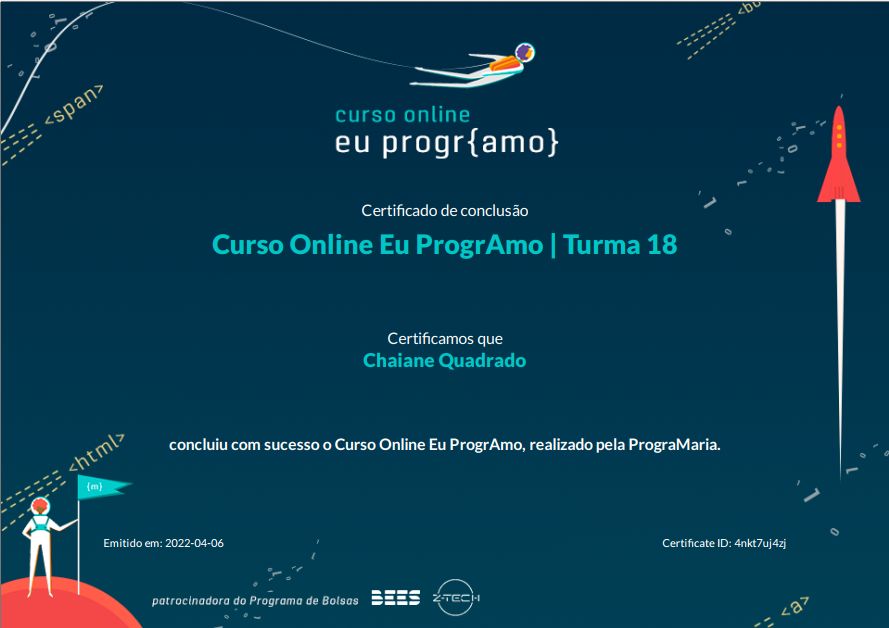 <bo
<span>
curso online
eu progr{amo}
Certificado de conclusão
Curso Online Eu ProgrAmo | Turma 18
Certificamos que
Chaiane Quadrado
concluiu com sucesso o Curso Online Eu ProgrAmo, realizado pela PrograMaria.
<html>
{m}
Emitido em: 2022-04-06
Certificate ID: 4nkt7uj4zj
patrocinadora do Programa de Bolsas
BEES
Z-TECH
<a>